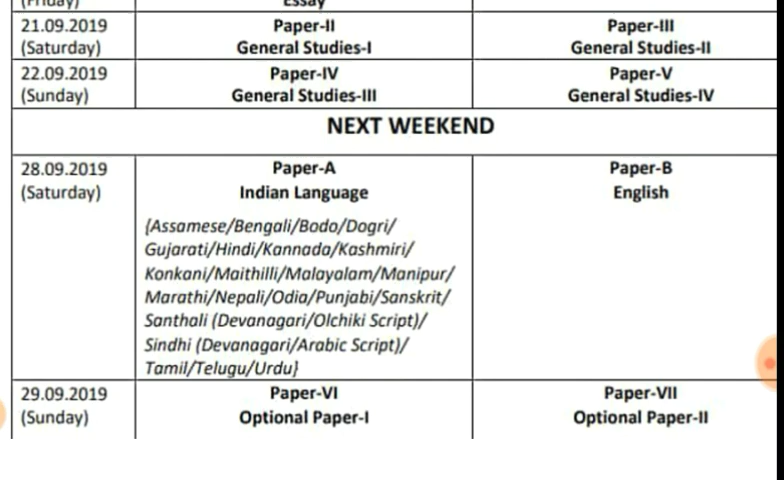 (Friday) Essay
21.09.2019 Paper-II Paper-III
(Saturday) General Studies-I General Studies-II
22.09.2019 Paper-IV Paper-V
(Sunday) General Studies-III General Studies-IV
NEXT WEEKEND
28.09.2019 Paper-A Paper-B
(Saturday) Indian Language English
{Assamese/Bengali/Bodo/Dogri/
Gujarati/Hindi/Kannada/Kashmiri/
Konkani/Maithilli/Malayalam/Manipur/
Marathi/Nepali/Odia/Punjabi/Sanskrit/
Santhali (Devanagari/Olchiki Script)/
Sindhi (Devanagari/Arabic Script)/
Tamil/Telugu/Urdu}
29.09.2019 Paper-VI Paper-VII
(Sunday) Optional Paper-I Optional Paper-II